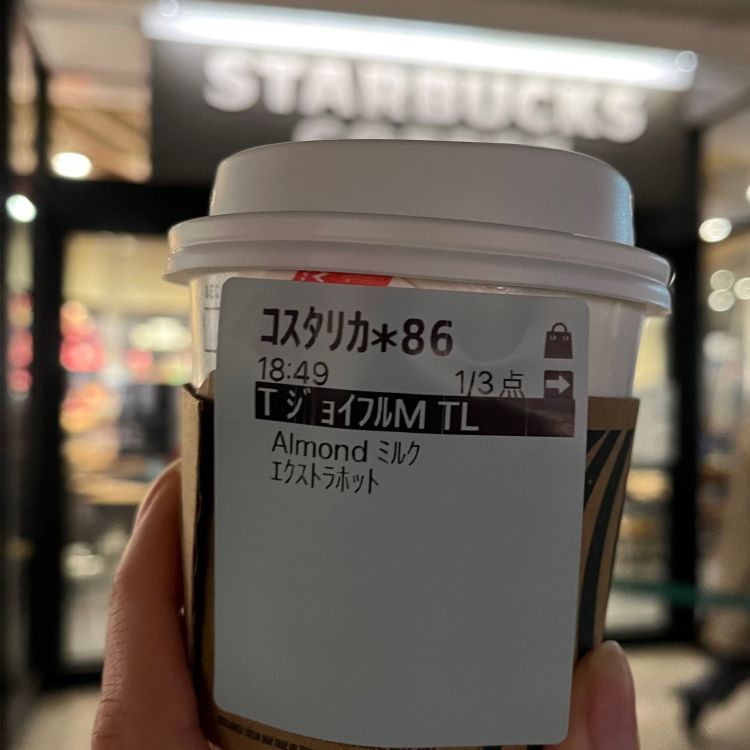 STARBUCKS
コスタリカ*86
18:49 1/3点
T ジョイフルM TL
Almond ミルク
エクストラホット